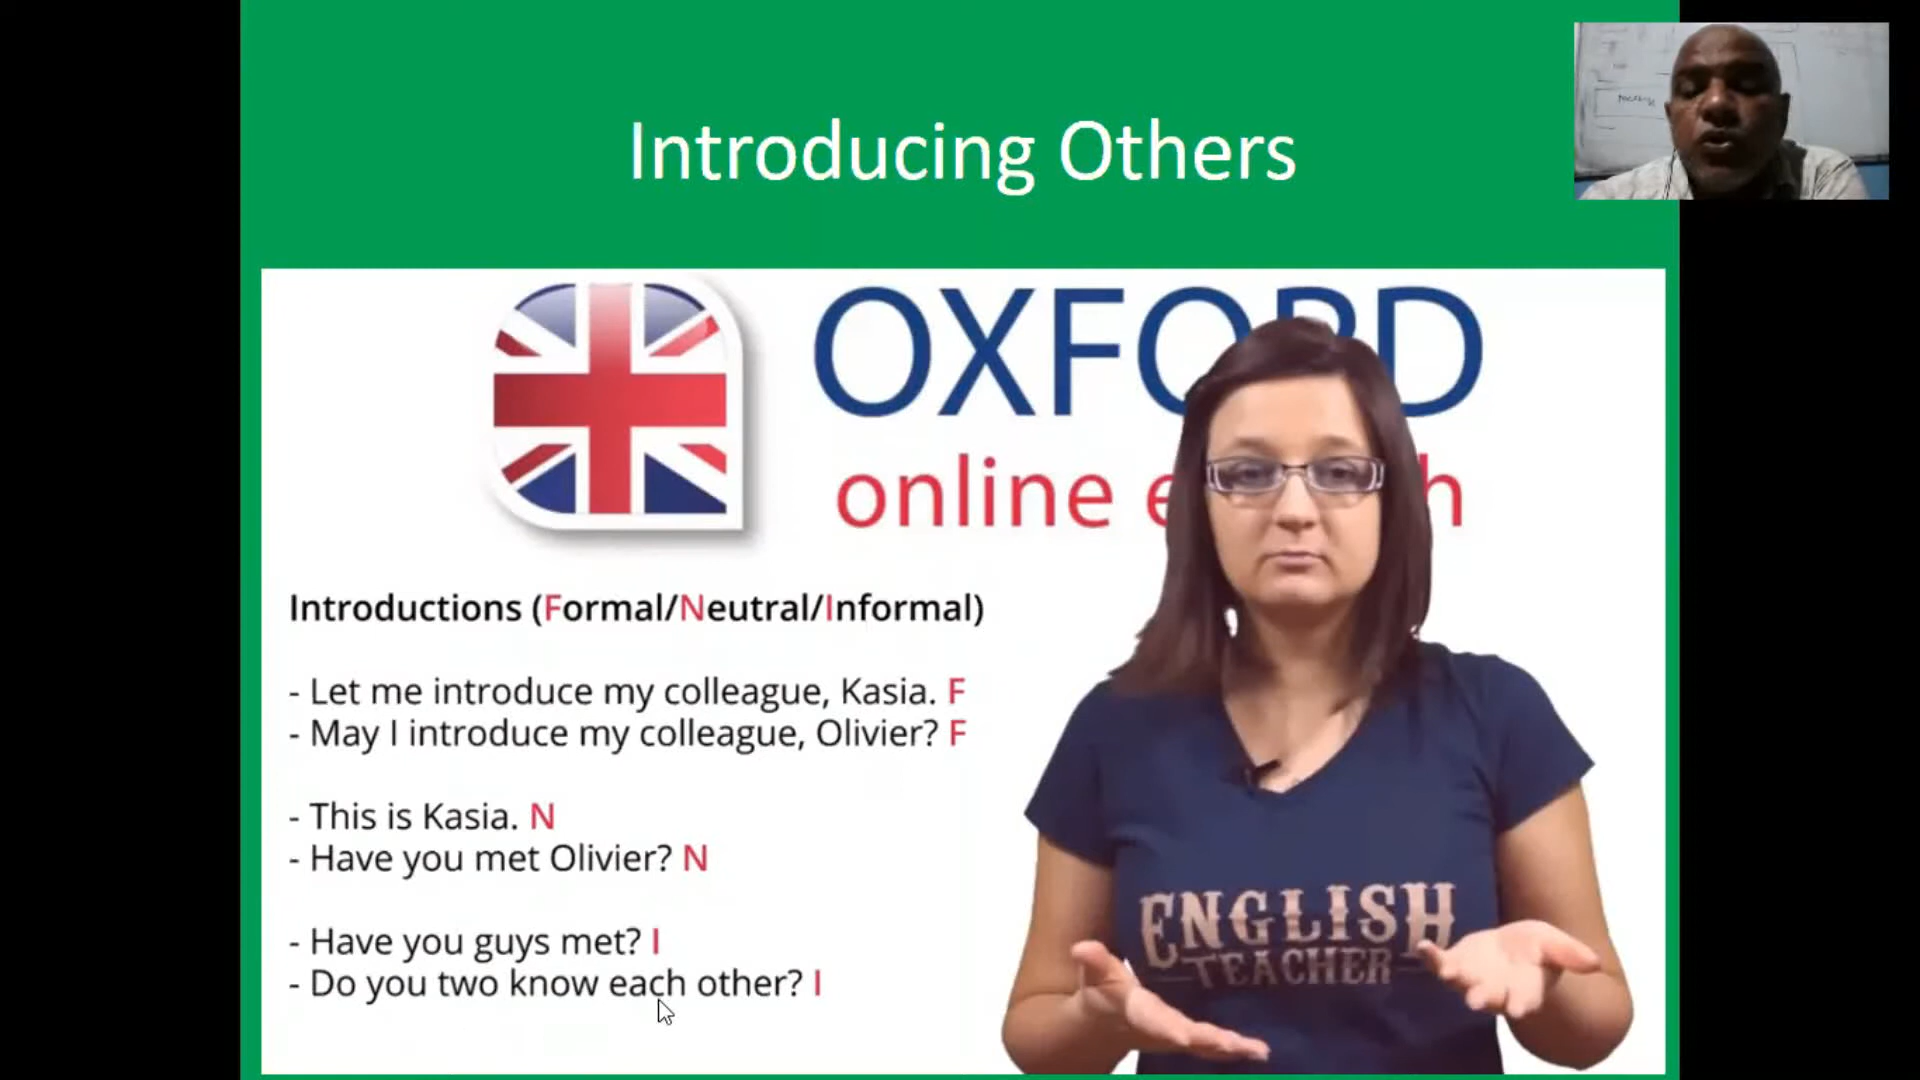 Introducing Others
OXFORD
online e h
Introductions (Formal/Neutral/Informal)
- Let me introduce my colleague, Kasia. F
- May I introduce my colleague, Olivier? F
- This is Kasia. N
- Have you met Olivier? N
- Have you guys met? I
- Do you two know each other? I
ENGLISH
TEACHER